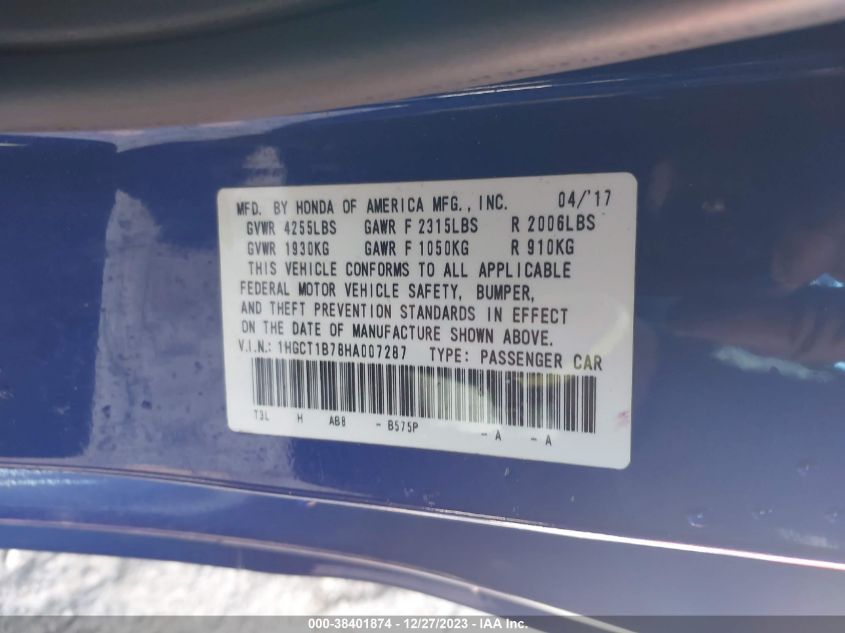 MFD. BY HONDA OF AMERICA MFG., INC. 04/'17
GVWR 4255LBS GAWR F 2315LBS R 2006LBS
GVWR 1930KG GAWR F 1050KG R 910KG
THIS VEHICLE CONFORMS TO ALL APPLICABLE
FEDERAL MOTOR VEHICLE SAFETY, BUMPER,
AND THEFT PREVENTION STANDARDS IN EFFECT
ON THE DATE OF MANUFACTURE SHOWN ABOVE.
V.I.N.: 1HGCT1B78HA007287 TYPE: PASSENGER CAR
T3L H AB8 - B575P - A - A
000-38401874 - 12/27/2023 - IAA, Inc.